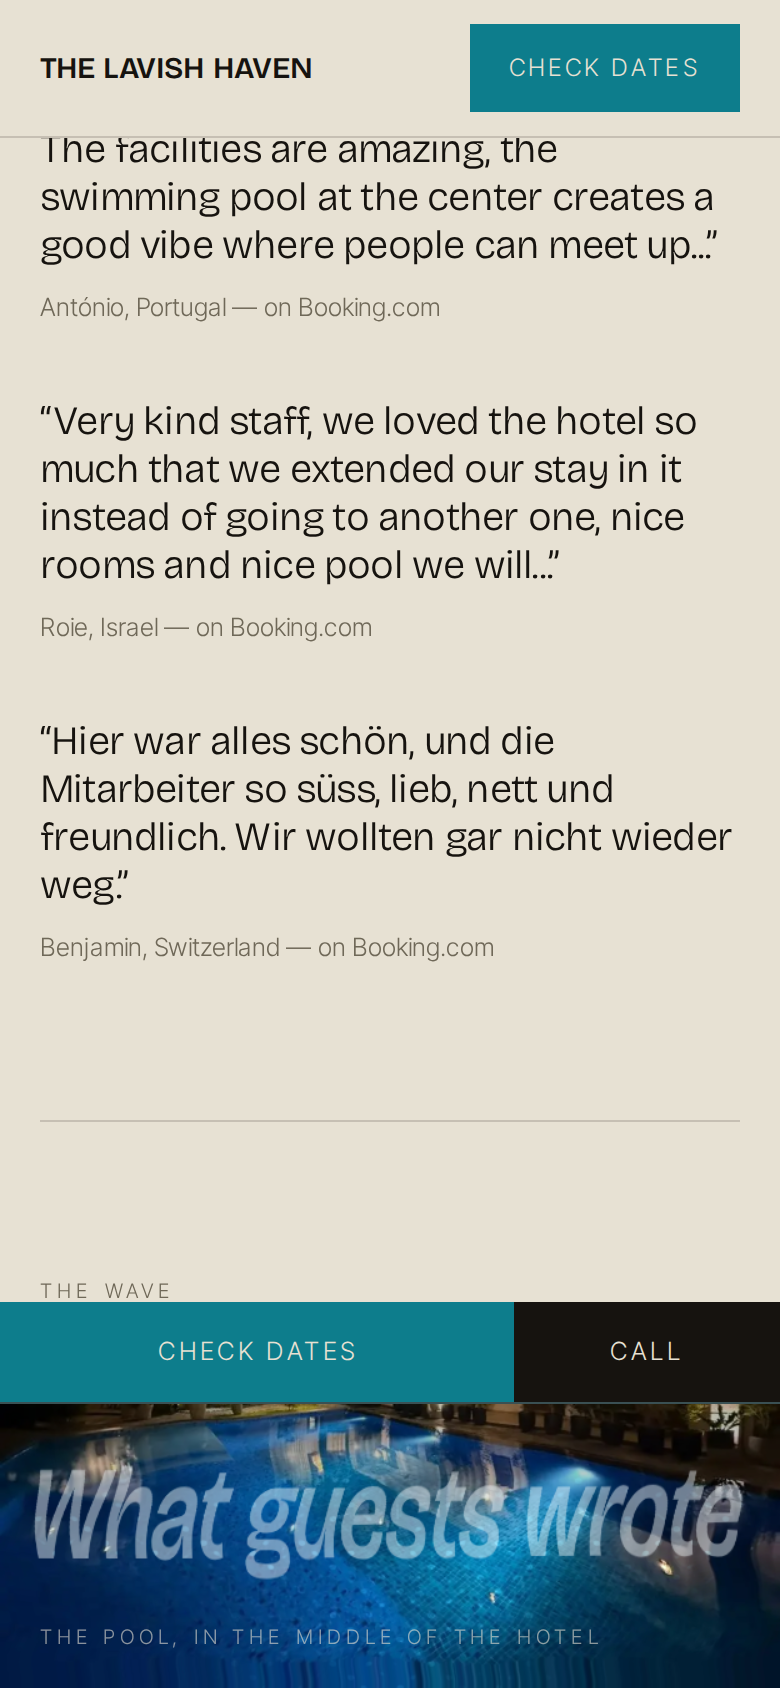 THE LAVISH HAVEN
CHECK DATES
The facilities are amazing, the
swimming pool at the center creates a
good vibe where people can meet up...”
António, Portugal — on Booking.com
“Very kind staff, we loved the hotel so
much that we extended our stay in it
instead of going to another one, nice
rooms and nice pool we will...”
Roie, Israel — on Booking.com
“Hier war alles schön, und die
Mitarbeiter so süss, lieb, nett und
freundlich. Wir wollten gar nicht wieder
weg.”
Benjamin, Switzerland — on Booking.com
THE WAVE
CHECK DATES
CALL
What guests wrote
THE POOL, IN THE MIDDLE OF THE HOTEL